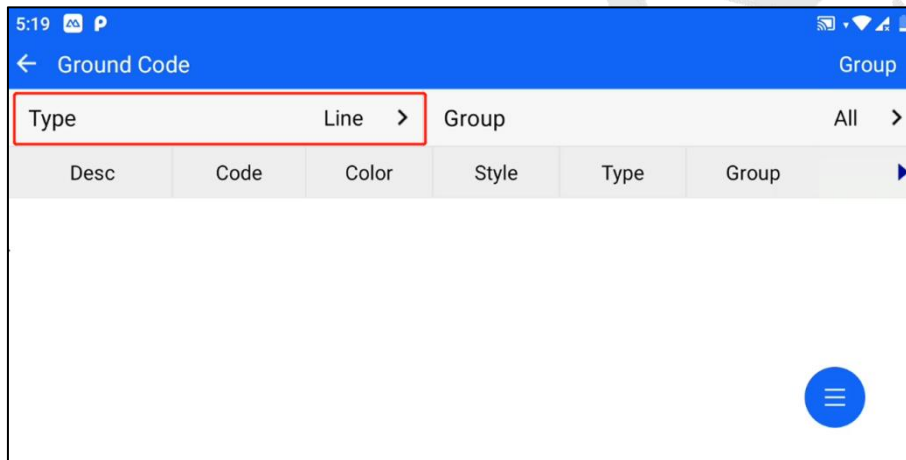 5:19
Ground Code Group
Type Line > Group All >
Desc Code Color Style Type Group